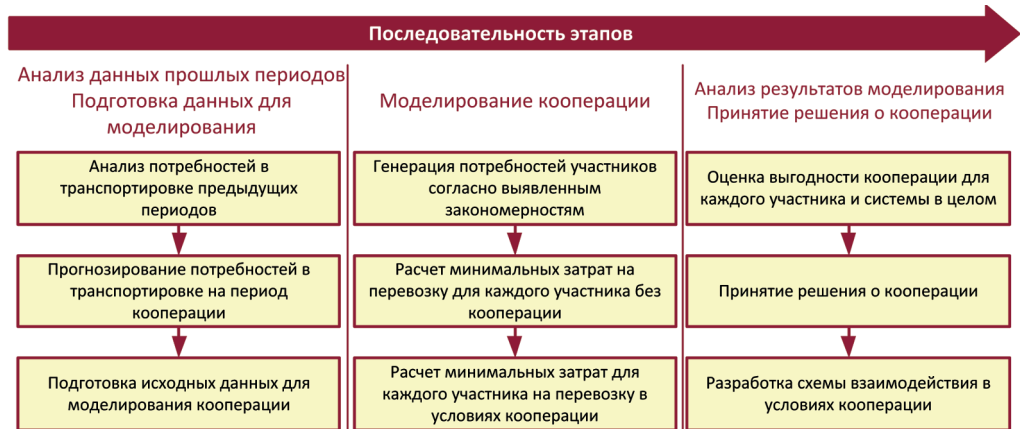 Последовательность этапов
Анализ данных прошлых периодов
Подготовка данных для
моделирования
Анализ потребностей в
транспортировке предыдущих
периодов
Прогнозирование потребностей в
транспортировке на период
кооперации
Подготовка исходных данных для
моделирования кооперации
Моделирование кооперации
Генерация потребностей участников
согласно выявленным
закономерностям
Расчет минимальных затрат на
перевозку для каждого участника без
кооперации
Расчет минимальных затрат для
каждого участника на перевозку в
условиях кооперации
Анализ результатов моделирования
Принятие решения о кооперации
Оценка выгодности кооперации для
каждого участника и системы в целом
Принятие решения о кооперации
Разработка схемы взаимодействия в
условиях кооперации